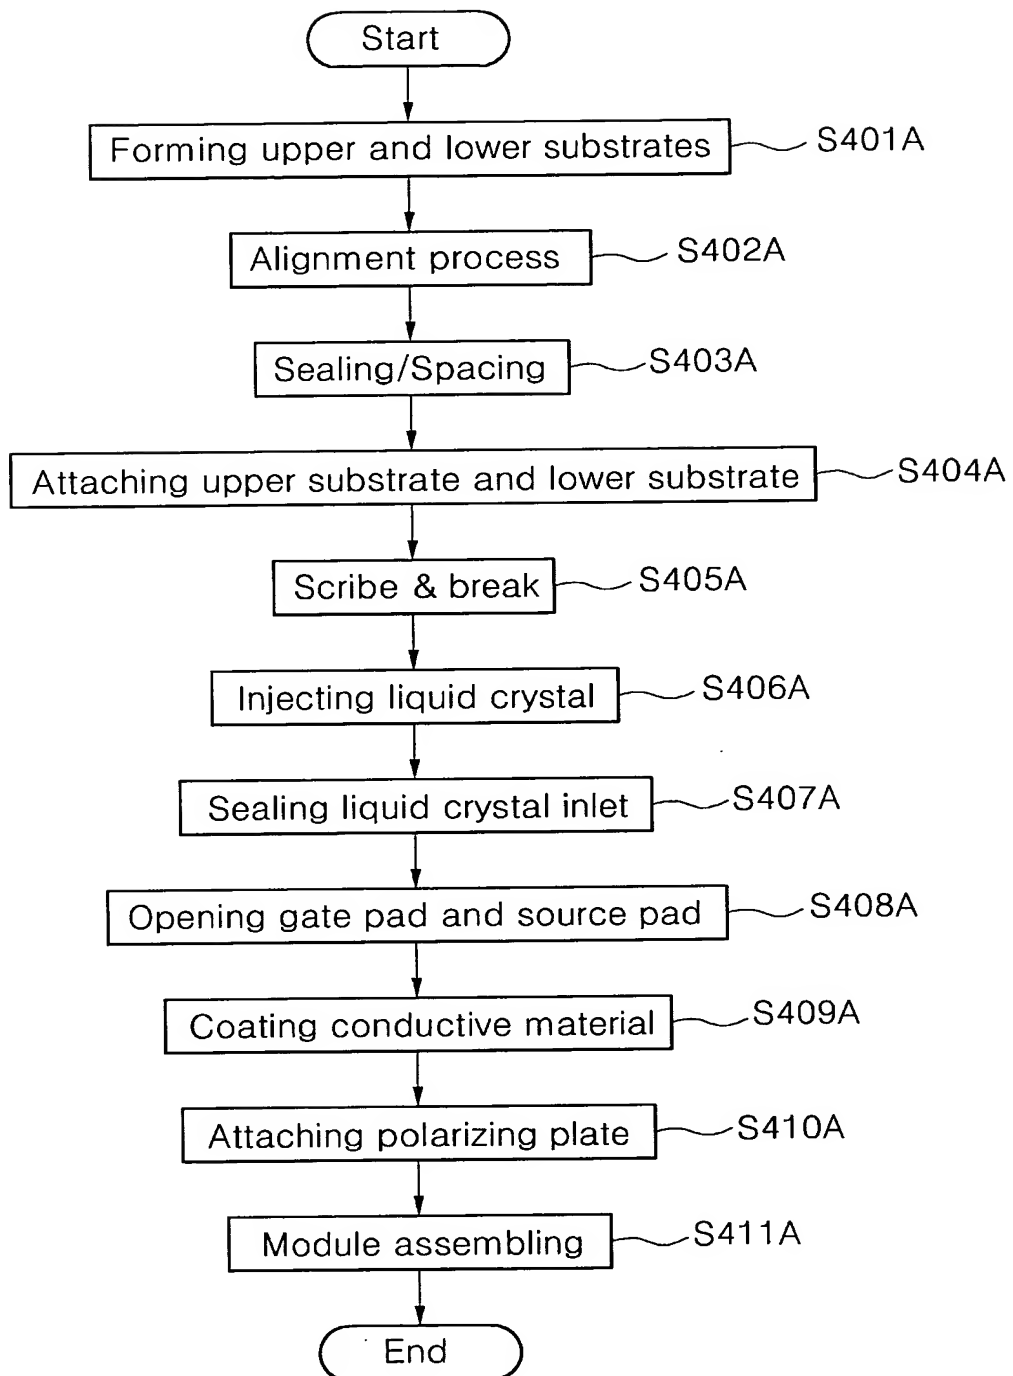 Start
Forming upper and lower substrates
S401A
Alignment process
S402A
Sealing/Spacing
S403A
Attaching upper substrate and lower substrate
S404A
Scribe & break
S405A
Injecting liquid crystal
S406A
Sealing liquid crystal inlet
S407A
Opening gate pad and source pad
S408A
Coating conductive material
S409A
Attaching polarizing plate
S410A
Module assembling
S411A
End